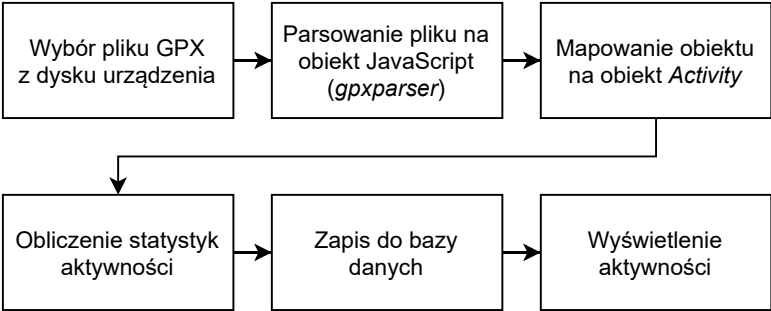 Wybór pliku GPX
z dysku urządzenia
Parsowanie pliku na
obiekt JavaScript
(gpxparser)
Mapowanie obiektu
na obiekt Activity
Obliczenie statystyk
aktywności
Zapis do bazy
danych
Wyświetlenie
aktywności